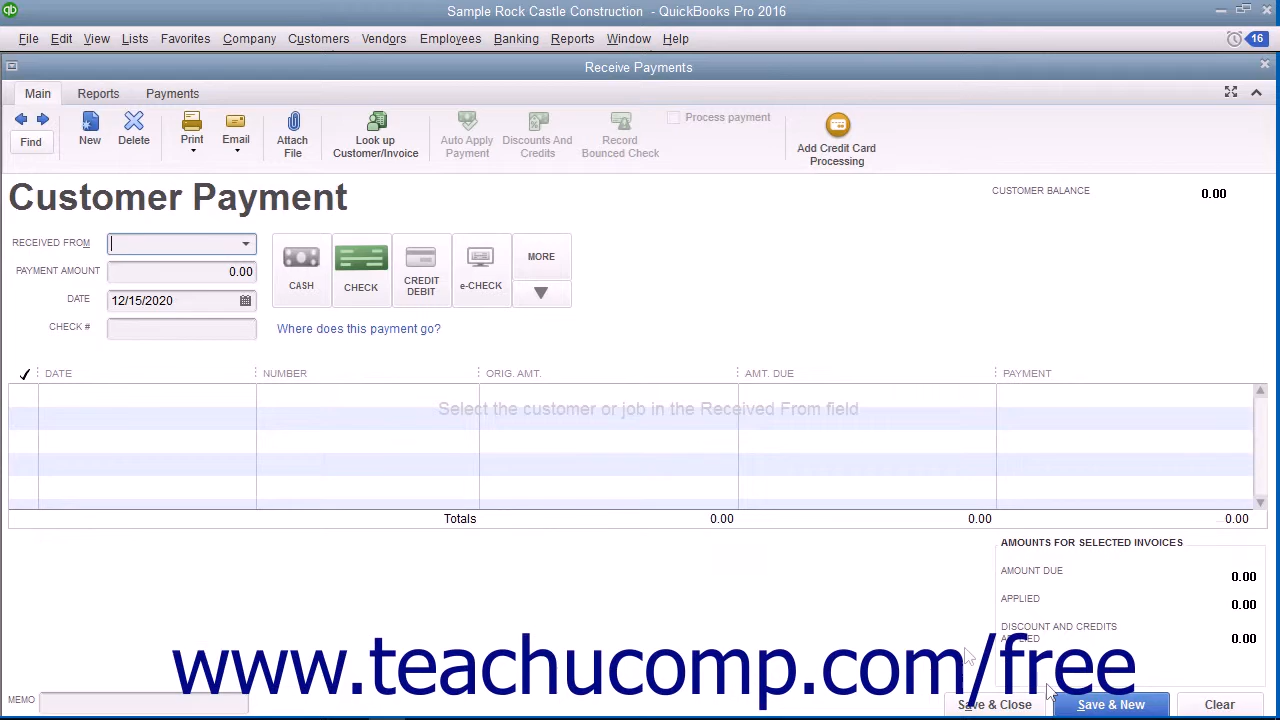 qb
Sample Rock Castle Construction - QuickBooks Pro 2016
File Edit View Lists Favorites Company Customers Vendors Employees Banking Reports Window Help
16
Receive Payments
Main Reports Payments
Find
New
Delete
Print
Email
Attach
File
Look up
Customer/Invoice
Auto Apply
Payment
Discounts And
Credits
Record
Bounced Check
Process payment
Add Credit Card
Processing
Customer Payment
CUSTOMER BALANCE 0.00
RECEIVED FROM
PAYMENT AMOUNT 0.00
DATE 12/15/2020
CHECK #
CASH
CHECK
CREDIT
DEBIT
e-CHECK
MORE
Where does this payment go?
DATE NUMBER ORIG. AMT. AMT. DUE PAYMENT
Select the customer or job in the Received From field
Totals 0.00 0.00 0.00
AMOUNTS FOR SELECTED INVOICES
AMOUNT DUE 0.00
APPLIED 0.00
DISCOUNT AND CREDITS
APPLIED 0.00
www.teachucomp.com/free
MEMO
Save & Close Save & New Clear